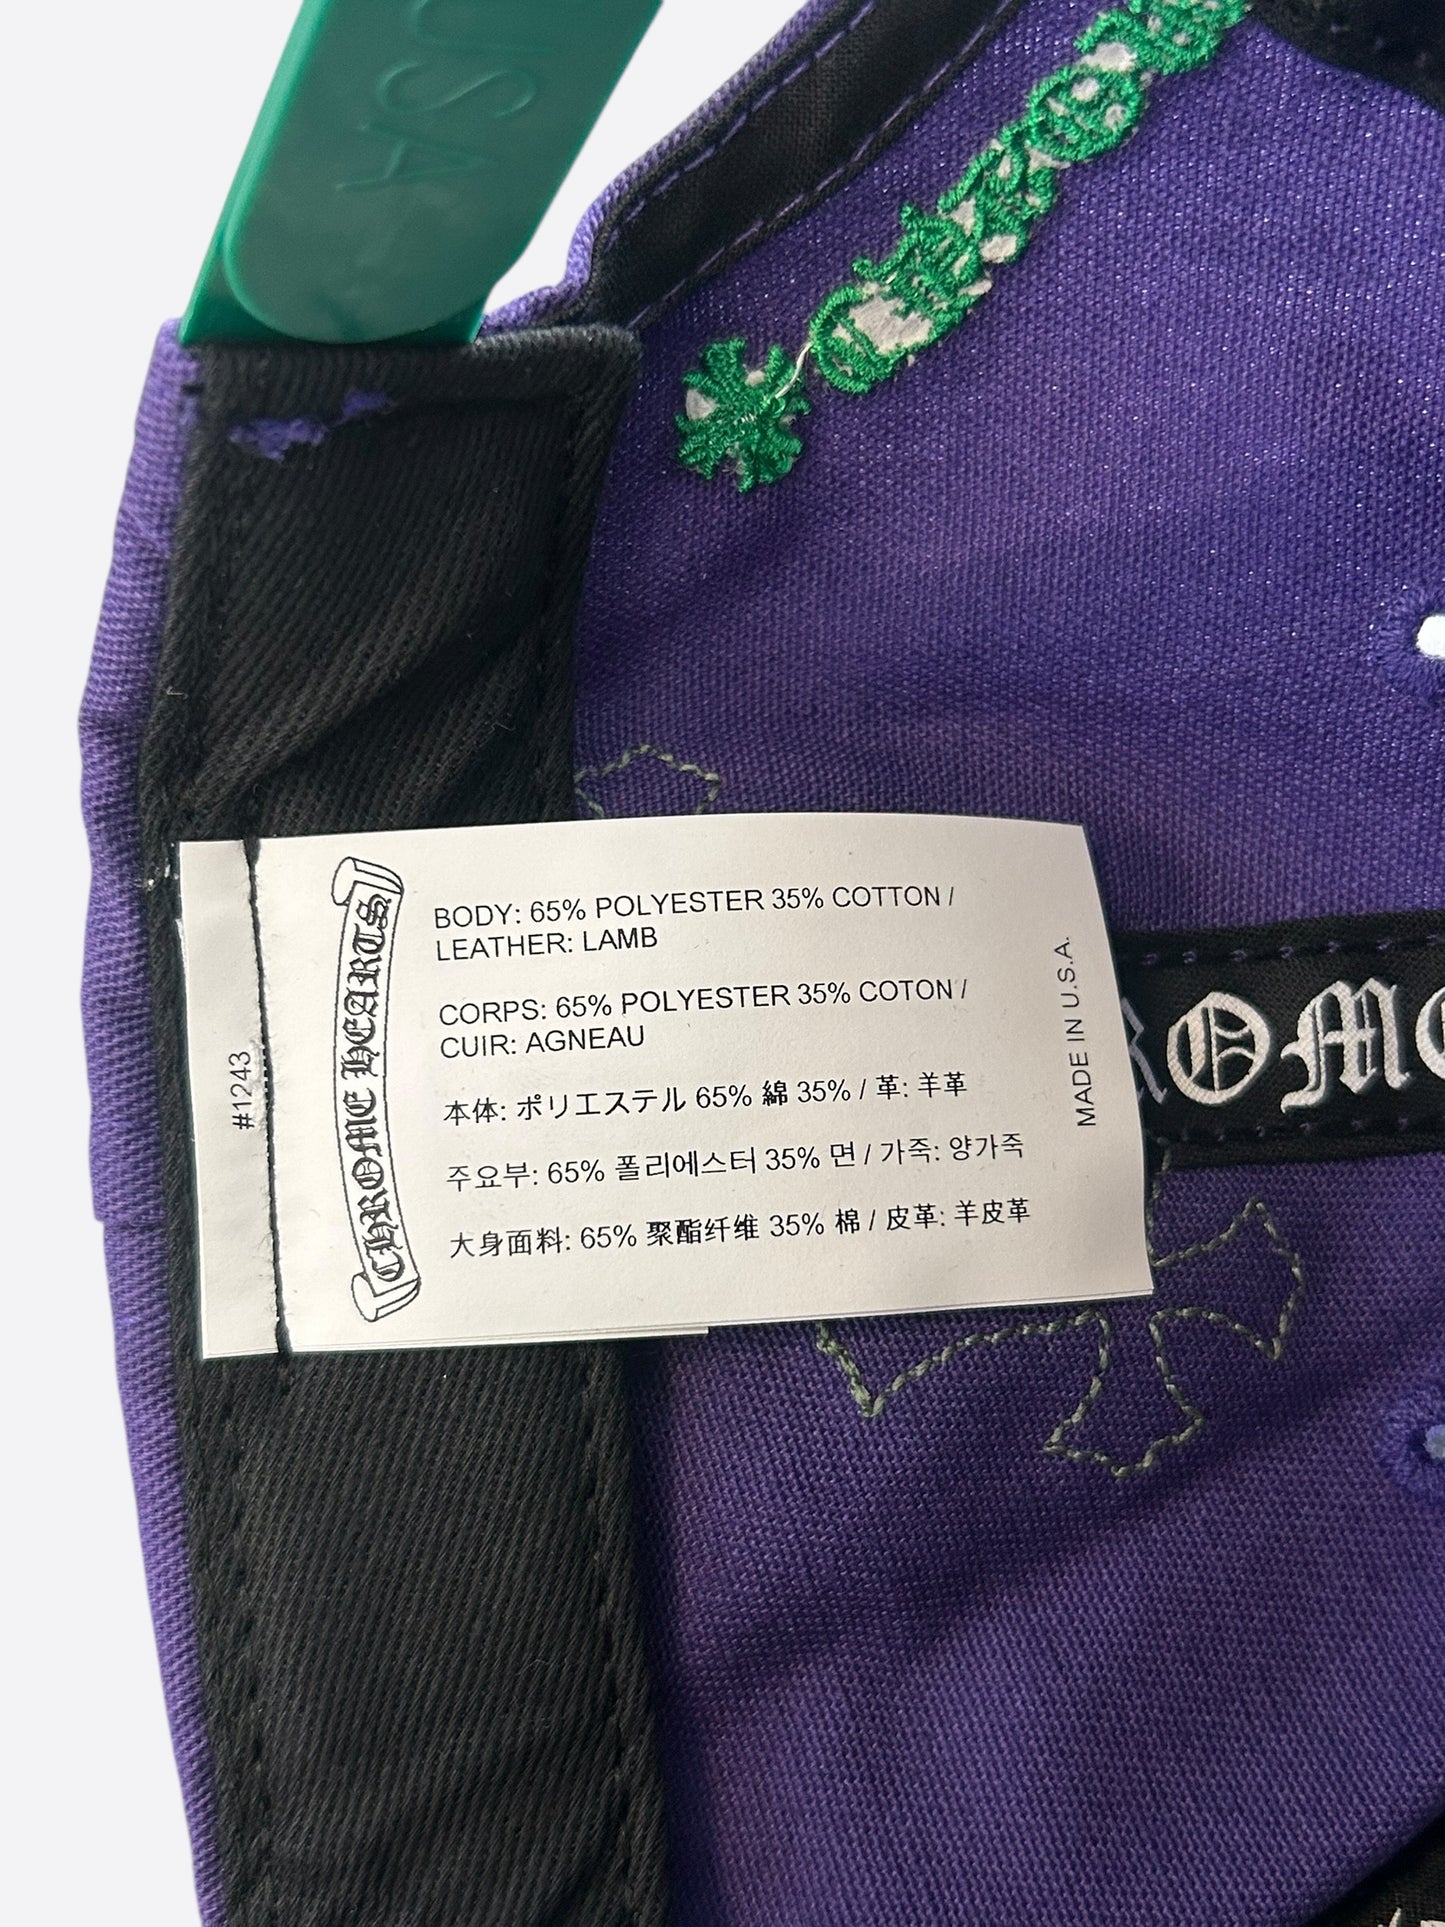 USA
CHROME HEARTS
#1243
BODY: 65% POLYESTER 35% COTTON /
LEATHER: LAMB
CORPS: 65% POLYESTER 35% COTON /
CUIR: AGNEAU
本体: ポリエステル 65% 綿 35% / 革: 羊革
주요부: 65% 폴리에스터 35% 면 / 가죽: 양가죽
大身面料: 65% 聚酯纤维 35% 棉 / 皮革: 羊皮革
MADE IN U.S.A.
ROM